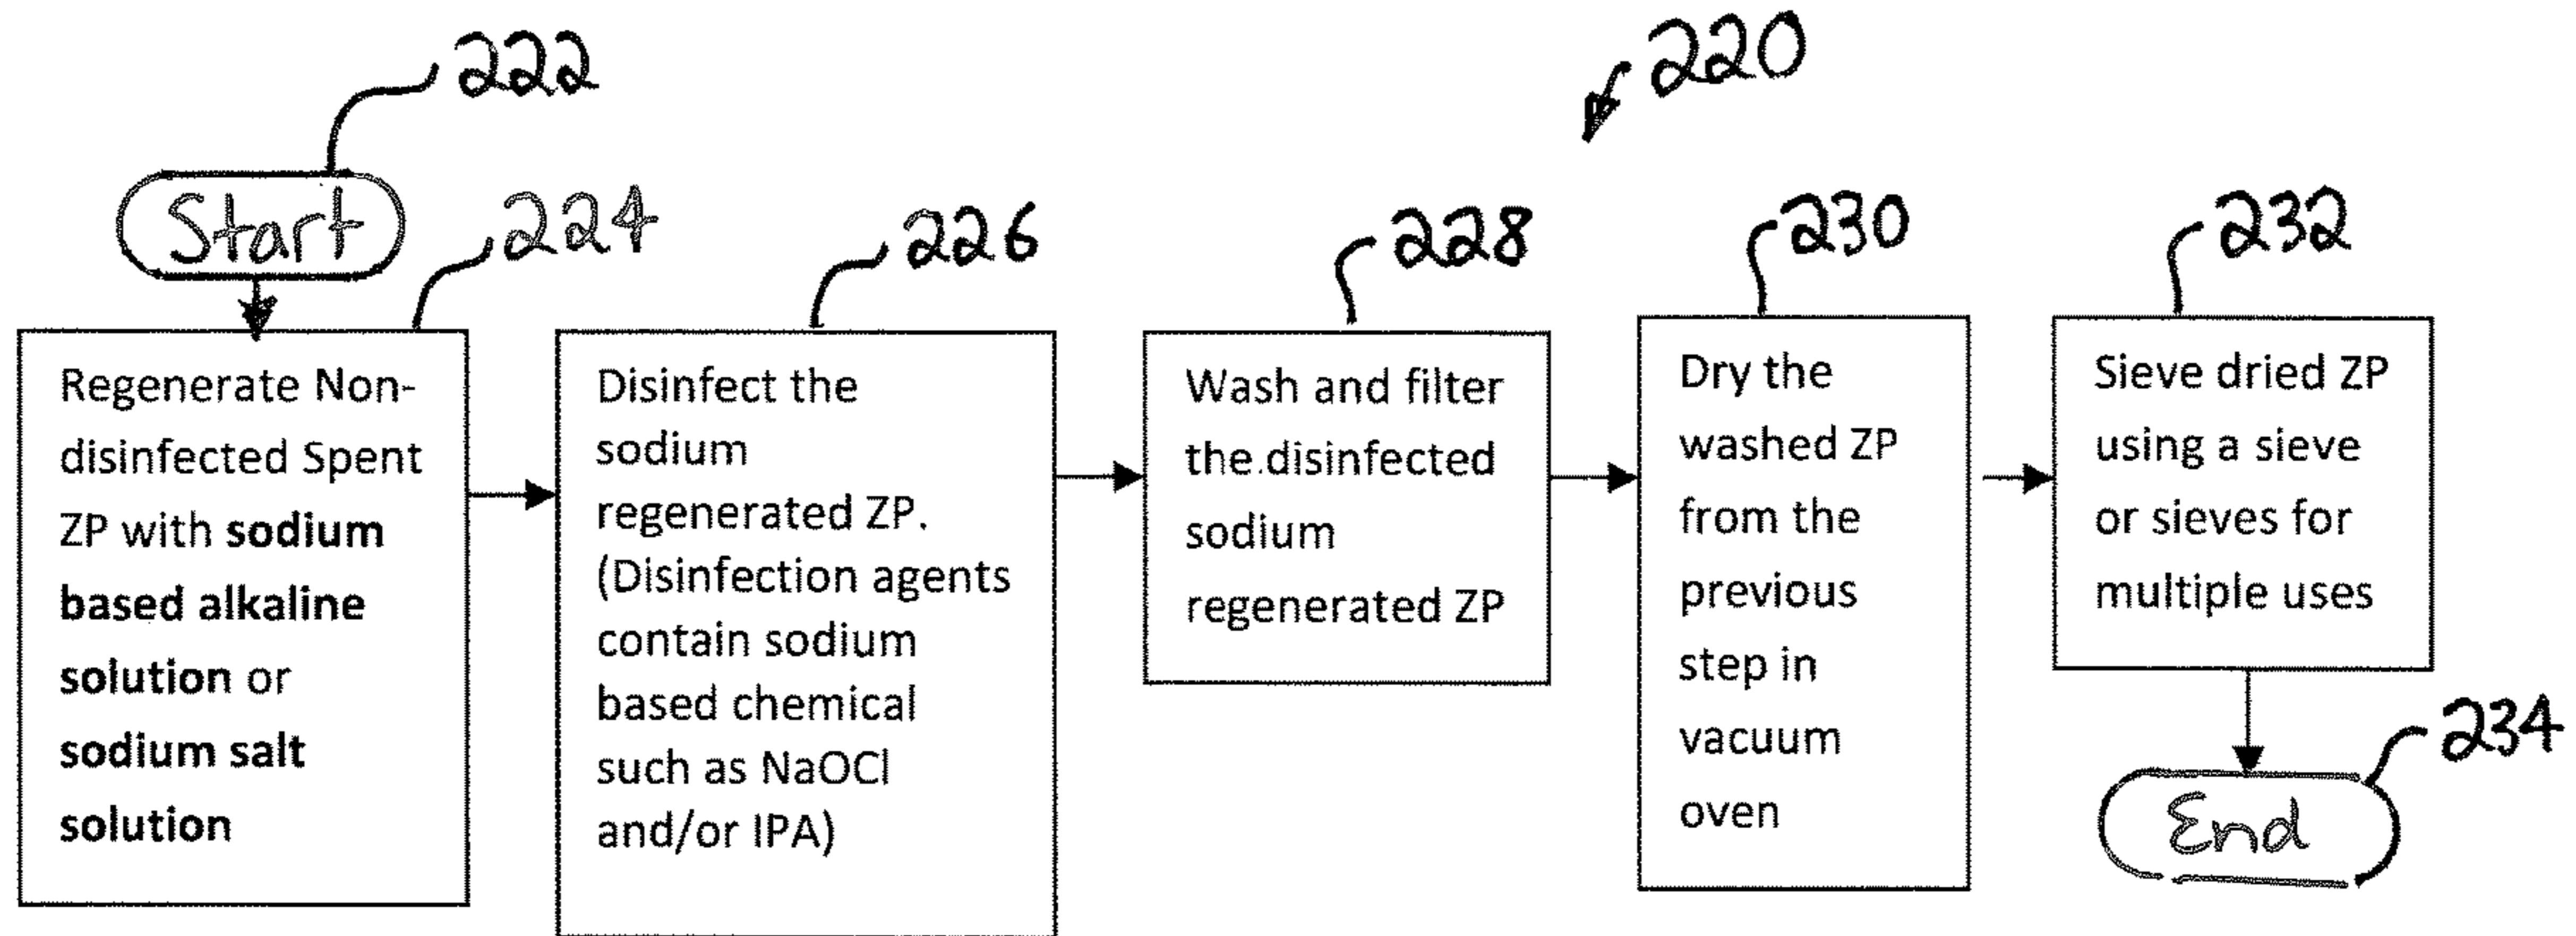 222
220
Start
224
226
228
230
232
Regenerate Non-
disinfected Spent
ZP with sodium
based alkaline
solution or
sodium salt
solution
Disinfect the
sodium
regenerated ZP.
(Disinfection agents
contain sodium
based chemical
such as NaOCl
and/or IPA)
Wash and filter
the disinfected
sodium
regenerated ZP
Dry the
washed ZP
from the
previous
step in
vacuum
oven
Sieve dried ZP
using a sieve
or sieves for
multiple uses
234
End